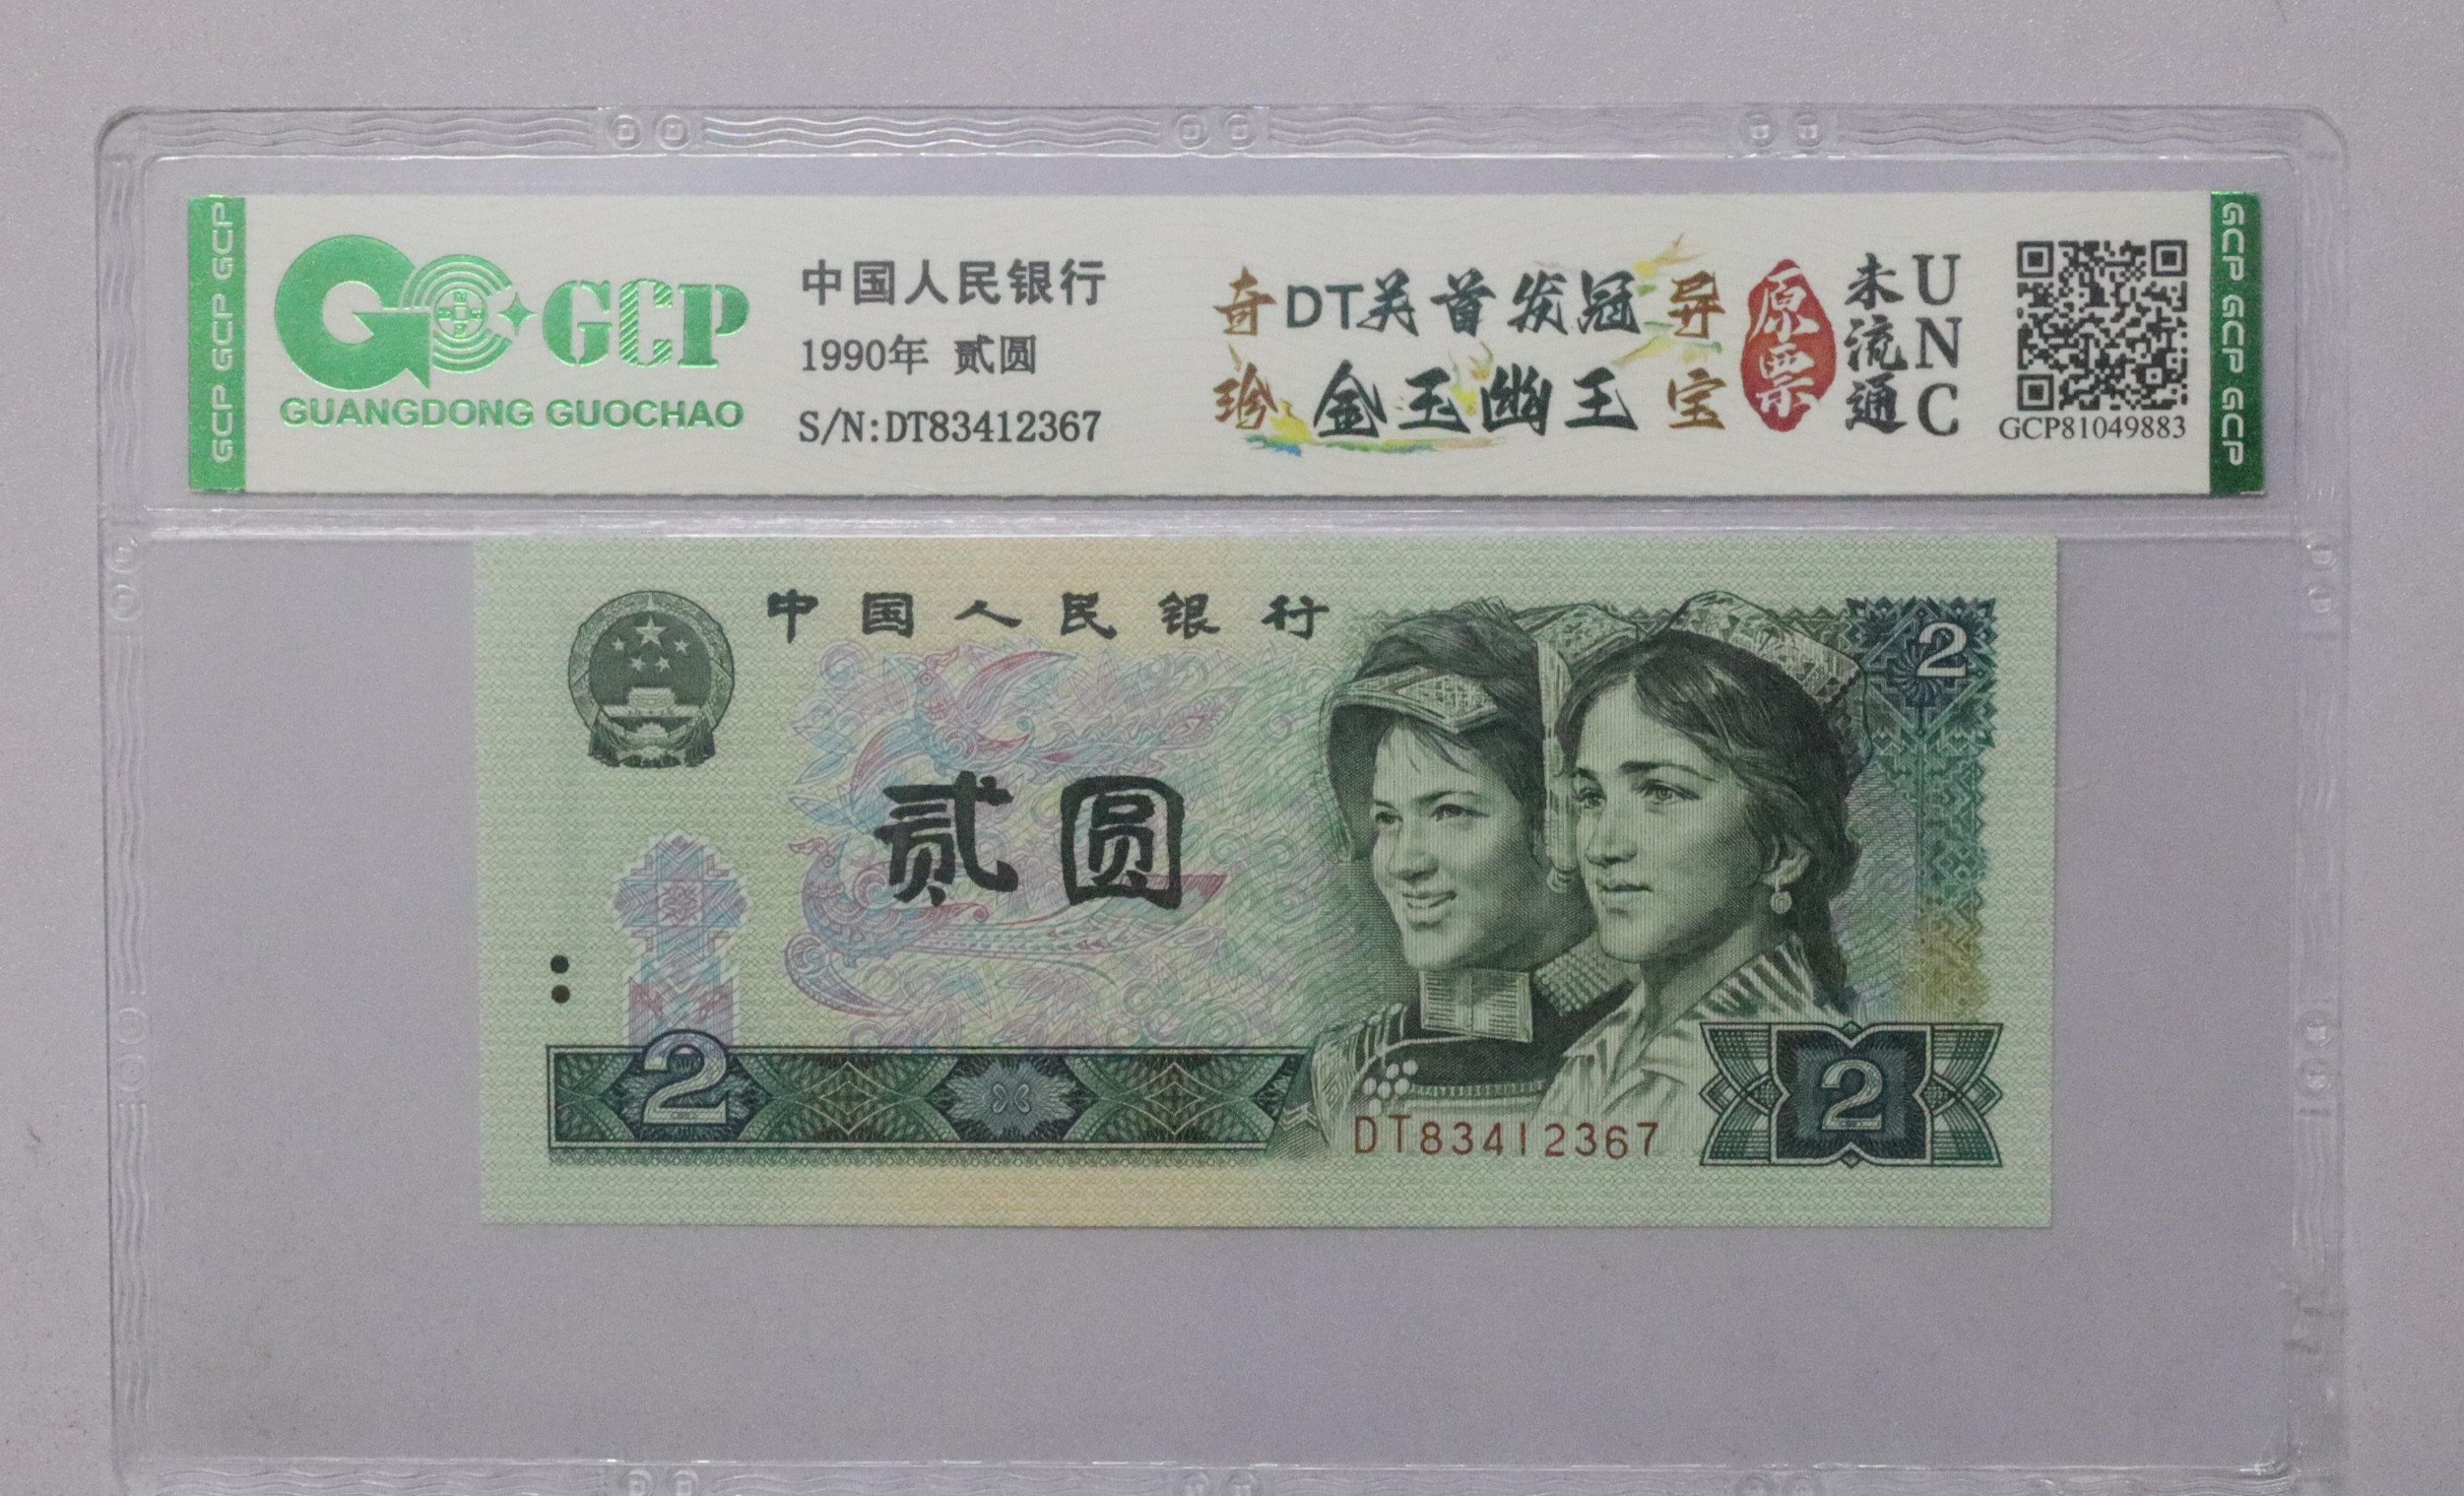 GCP GCP GCP
GCP
GUANGDONG GUOCHAO
中国人民银行
1990年 贰圆
S/N:DT83412367
奇 DT关首发冠 异
珍 金玉幽王 宝
原票
未流通
UNC
GCP81049883
GCP GCP GCP
中国人民银行
2
贰圆
2
2
DT83412367